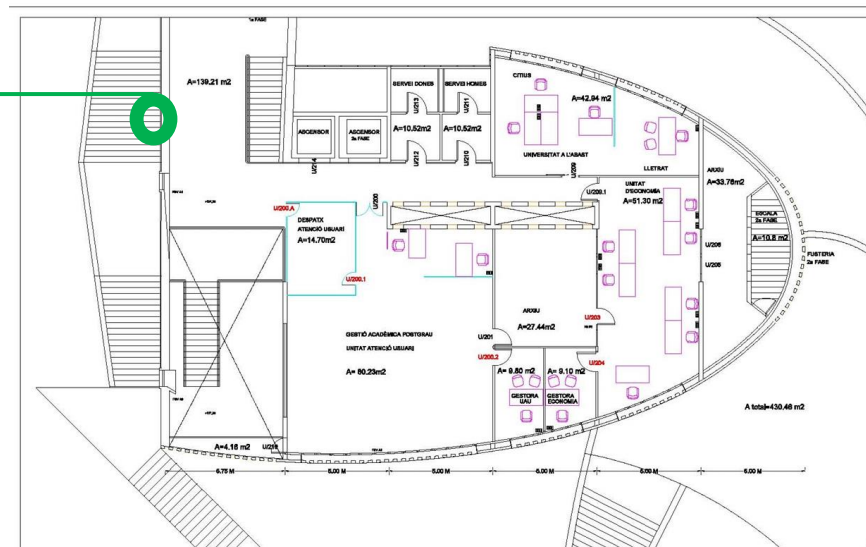 1a FASE
A=139.21 m2
SERVEI DONES
SERVEI HOMES
U/213
U/211
CITIUS
A=42.94 m2
ASCENSOR
ASCENSOR
2a FASE
A=10.52m2
A=10.52m2
U/214
U/212
U/210
UNIVERSITAT A L'ABAST
LLETRAT
U/209
ARXIU
A=33.76m2
UNITAT
D'ECONOMIA
A=51.30 m2
U/209.1
U/200
U/200.A
DESPATX
ATENCIÓ USUARI
A=14.70m2
ESCALA
2a FASE
A=10.8 m2
U/206
U/205
FUSTERIA
2a FASE
U/200.1
ARXIU
A=27.44m2
U/203
GESTIÓ ACADÈMICA POSTGRAU
UNITAT ATENCIÓ USUARI
U/201
U/200.2
U/204
A= 80.23m2
A= 9.80 m2
A= 9.10 m2
GESTORA
UAU
GESTORA
ECONOMIA
A total=430.46 m2
A=4.16 m2
6.75 M
5.00 M
5.00 M
5.00 M
5.00 M
5.00 M